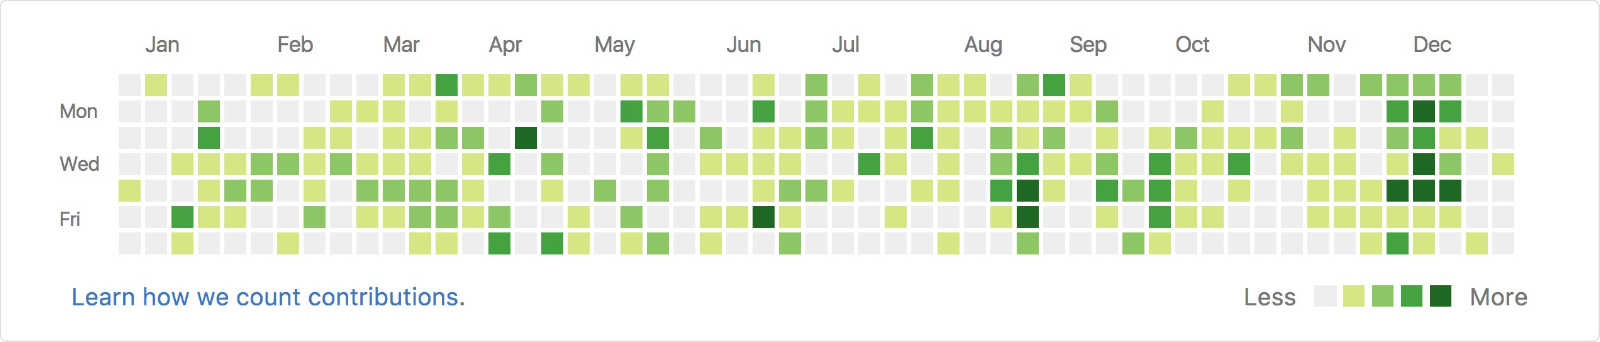 Jan Feb Mar Apr May Jun Jul Aug Sep Oct Nov Dec
Mon
Wed
Fri
Learn how we count contributions. Less More